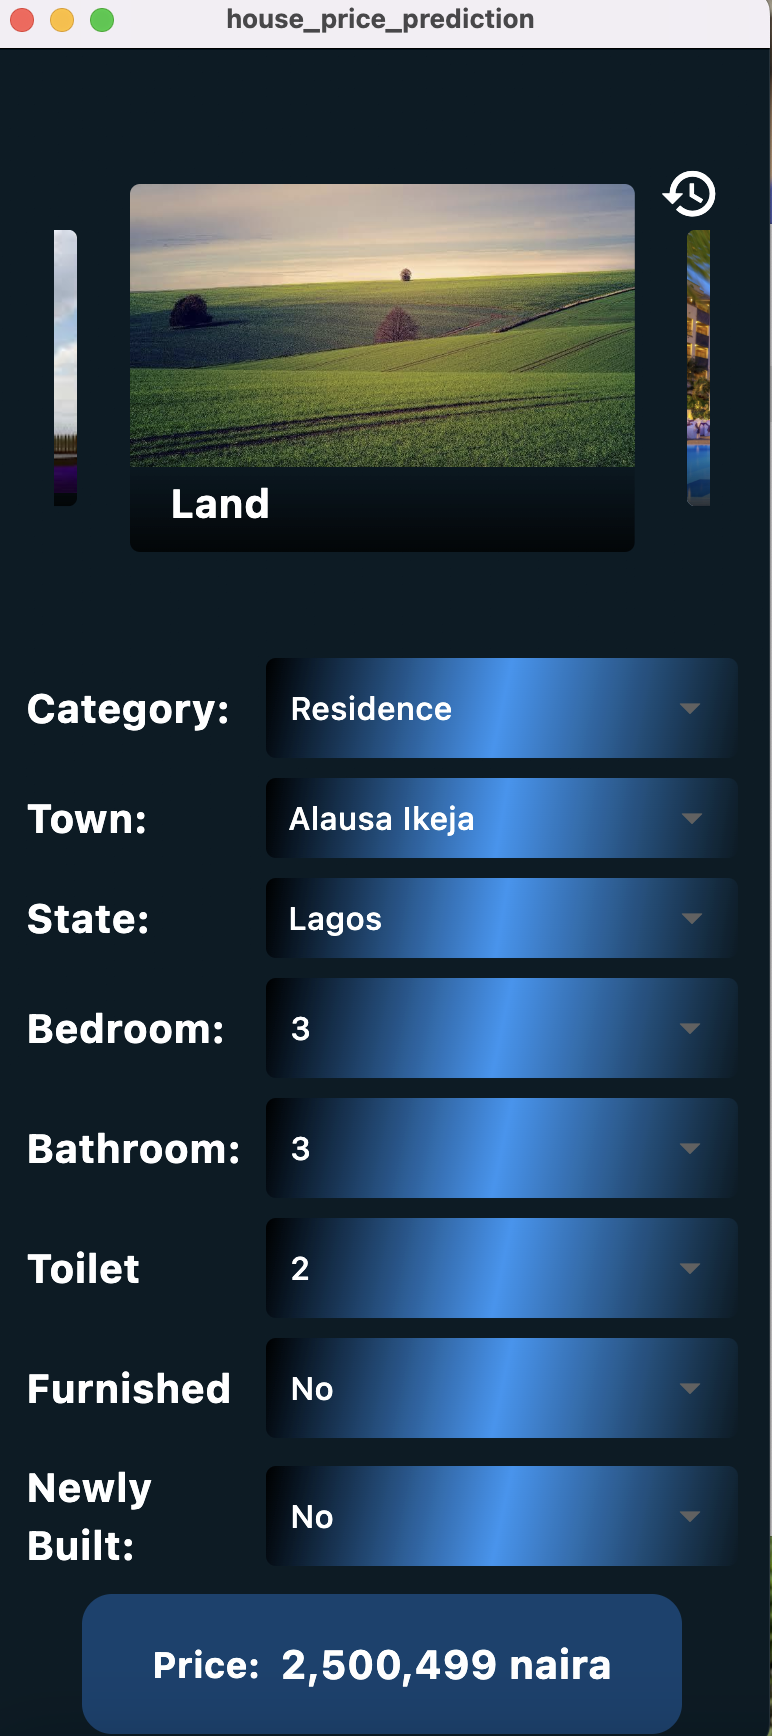 house_price_prediction
Land
Category: Residence
Town: Alausa Ikeja
State: Lagos
Bedroom: 3
Bathroom: 3
Toilet 2
Furnished No
Newly
Built: No
Price: 2,500,499 naira